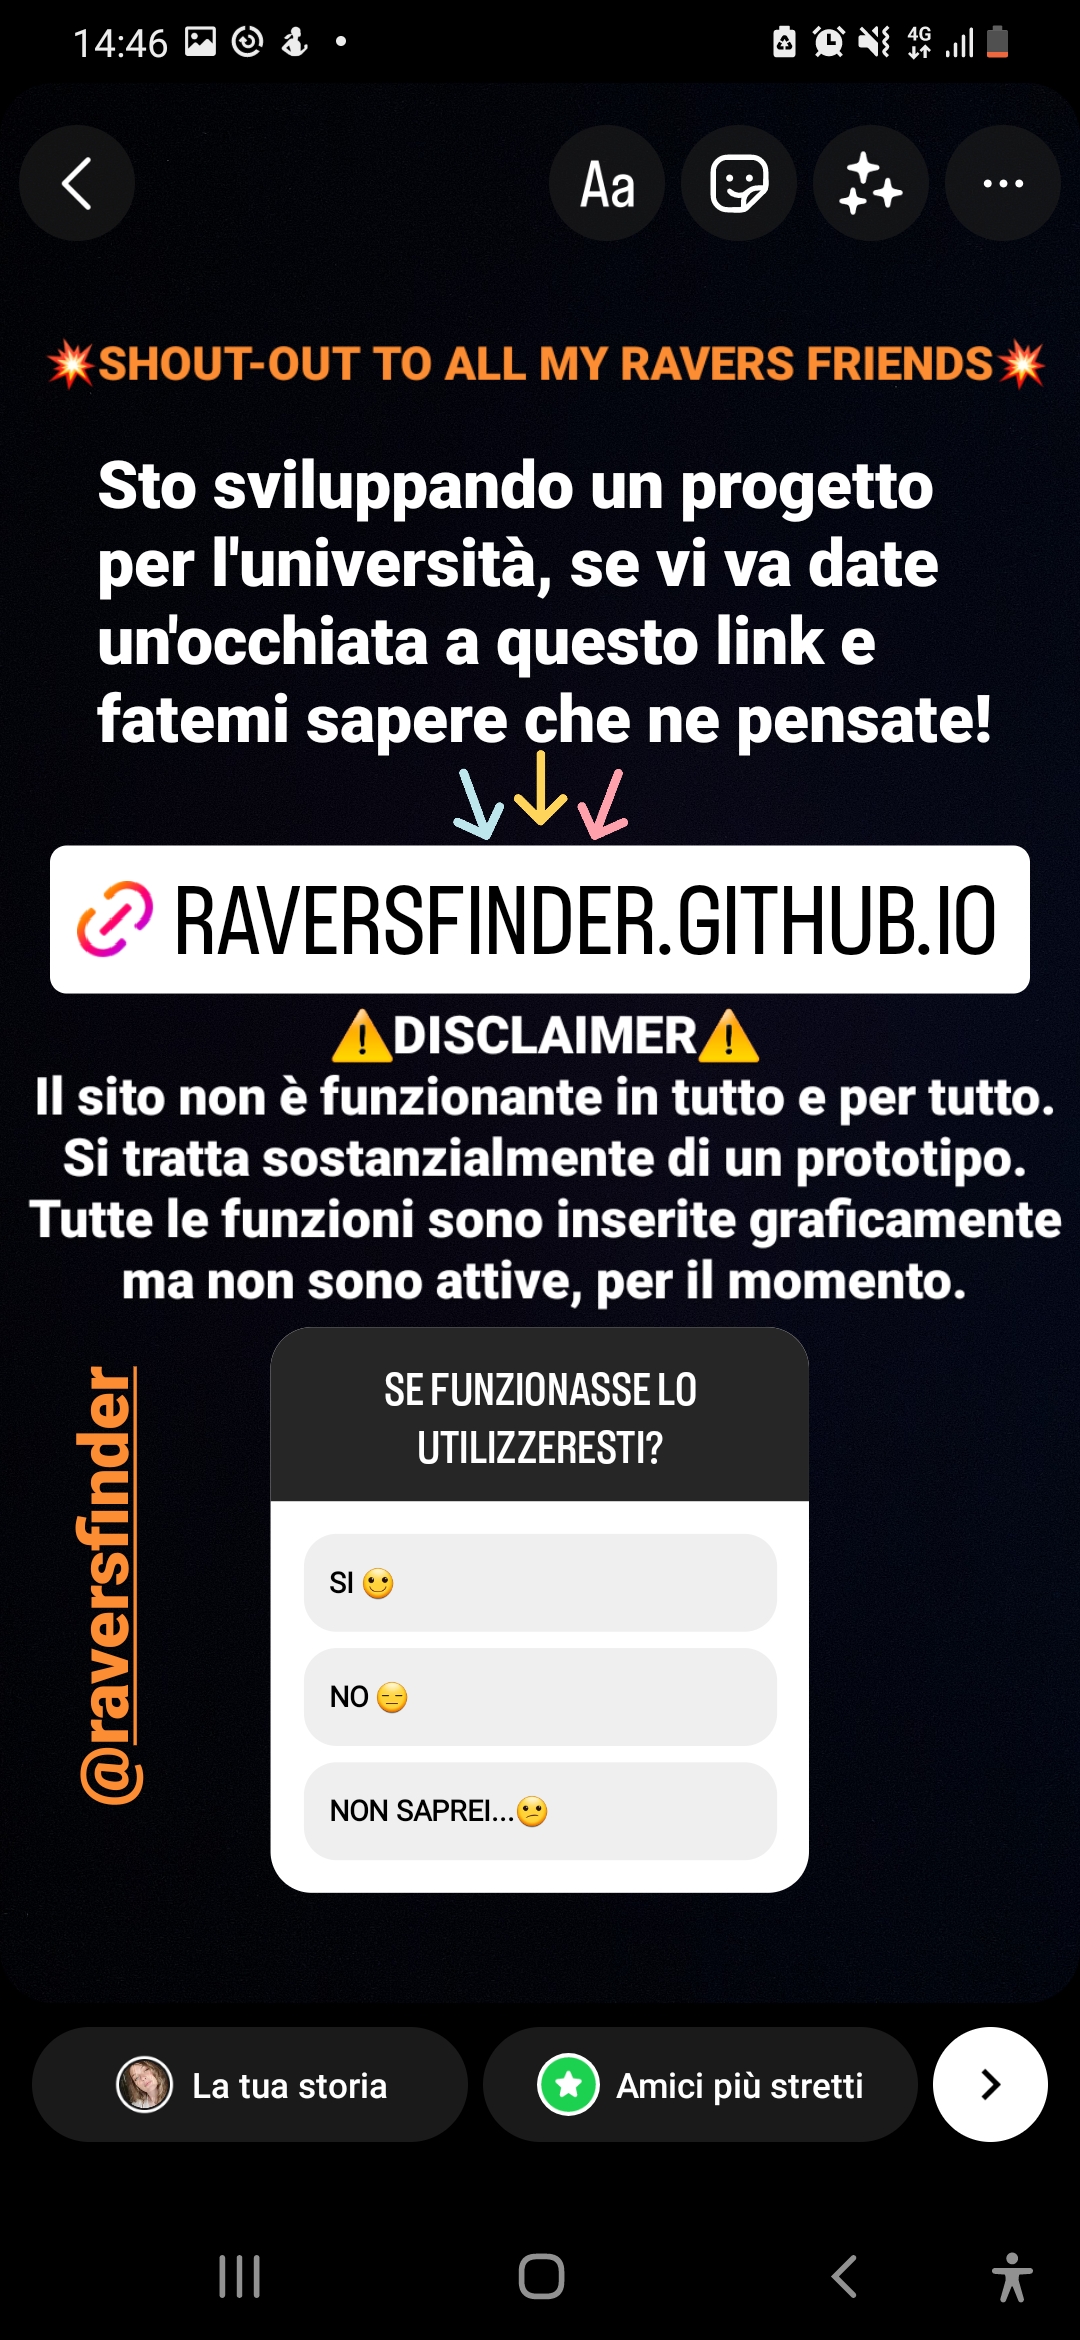 14:46
4G
Aa
💥SHOUT-OUT TO ALL MY RAVERS FRIENDS💥
Sto sviluppando un progetto
per l'università, se vi va date
un'occhiata a questo link e
fatemi sapere che ne pensate!
RAVERSFINDER.GITHUB.IO
⚠️DISCLAIMER⚠️
Il sito non è funzionante in tutto e per tutto.
Si tratta sostanzialmente di un prototipo.
Tutte le funzioni sono inserite graficamente
ma non sono attive, per il momento.
@raversfinder
SE FUNZIONASSE LO
UTILIZZERESTI?
SI 🙂
NO 😑
NON SAPREI...😕
La tua storia
Amici più stretti